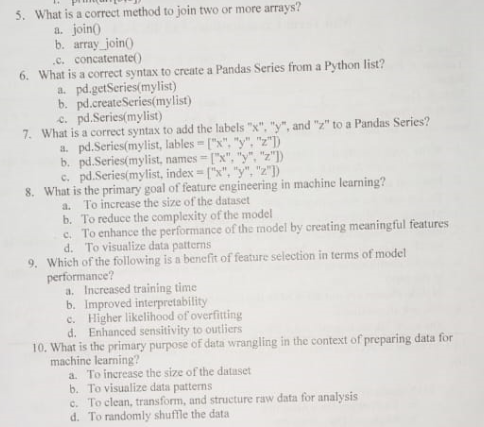 5. What is a correct method to join two or more arrays?
a. join()
b. array_join()
c. concatenate()
6. What is a correct syntax to create a Pandas Series from a Python list?
a. pd.getSeries(mylist)
b. pd.createSeries(mylist)
c. pd.Series(mylist)
7. What is a correct syntax to add the labels "x", "y", and "z" to a Pandas Series?
a. pd.Series(mylist, lables = ["x", "y", "z"])
b. pd.Series(mylist, names = ["x", "y", "z"])
c. pd.Series(mylist, index = ["x", "y", "z"])
8. What is the primary goal of feature engineering in machine learning?
a. To increase the size of the dataset
b. To reduce the complexity of the model
c. To enhance the performance of the model by creating meaningful features
d. To visualize data patterns
9. Which of the following is a benefit of feature selection in terms of model
performance?
a. Increased training time
b. Improved interpretability
c. Higher likelihood of overfitting
d. Enhanced sensitivity to outliers
10. What is the primary purpose of data wrangling in the context of preparing data for
machine learning?
a. To increase the size of the dataset
b. To visualize data patterns
c. To clean, transform, and structure raw data for analysis
d. To randomly shuffle the data